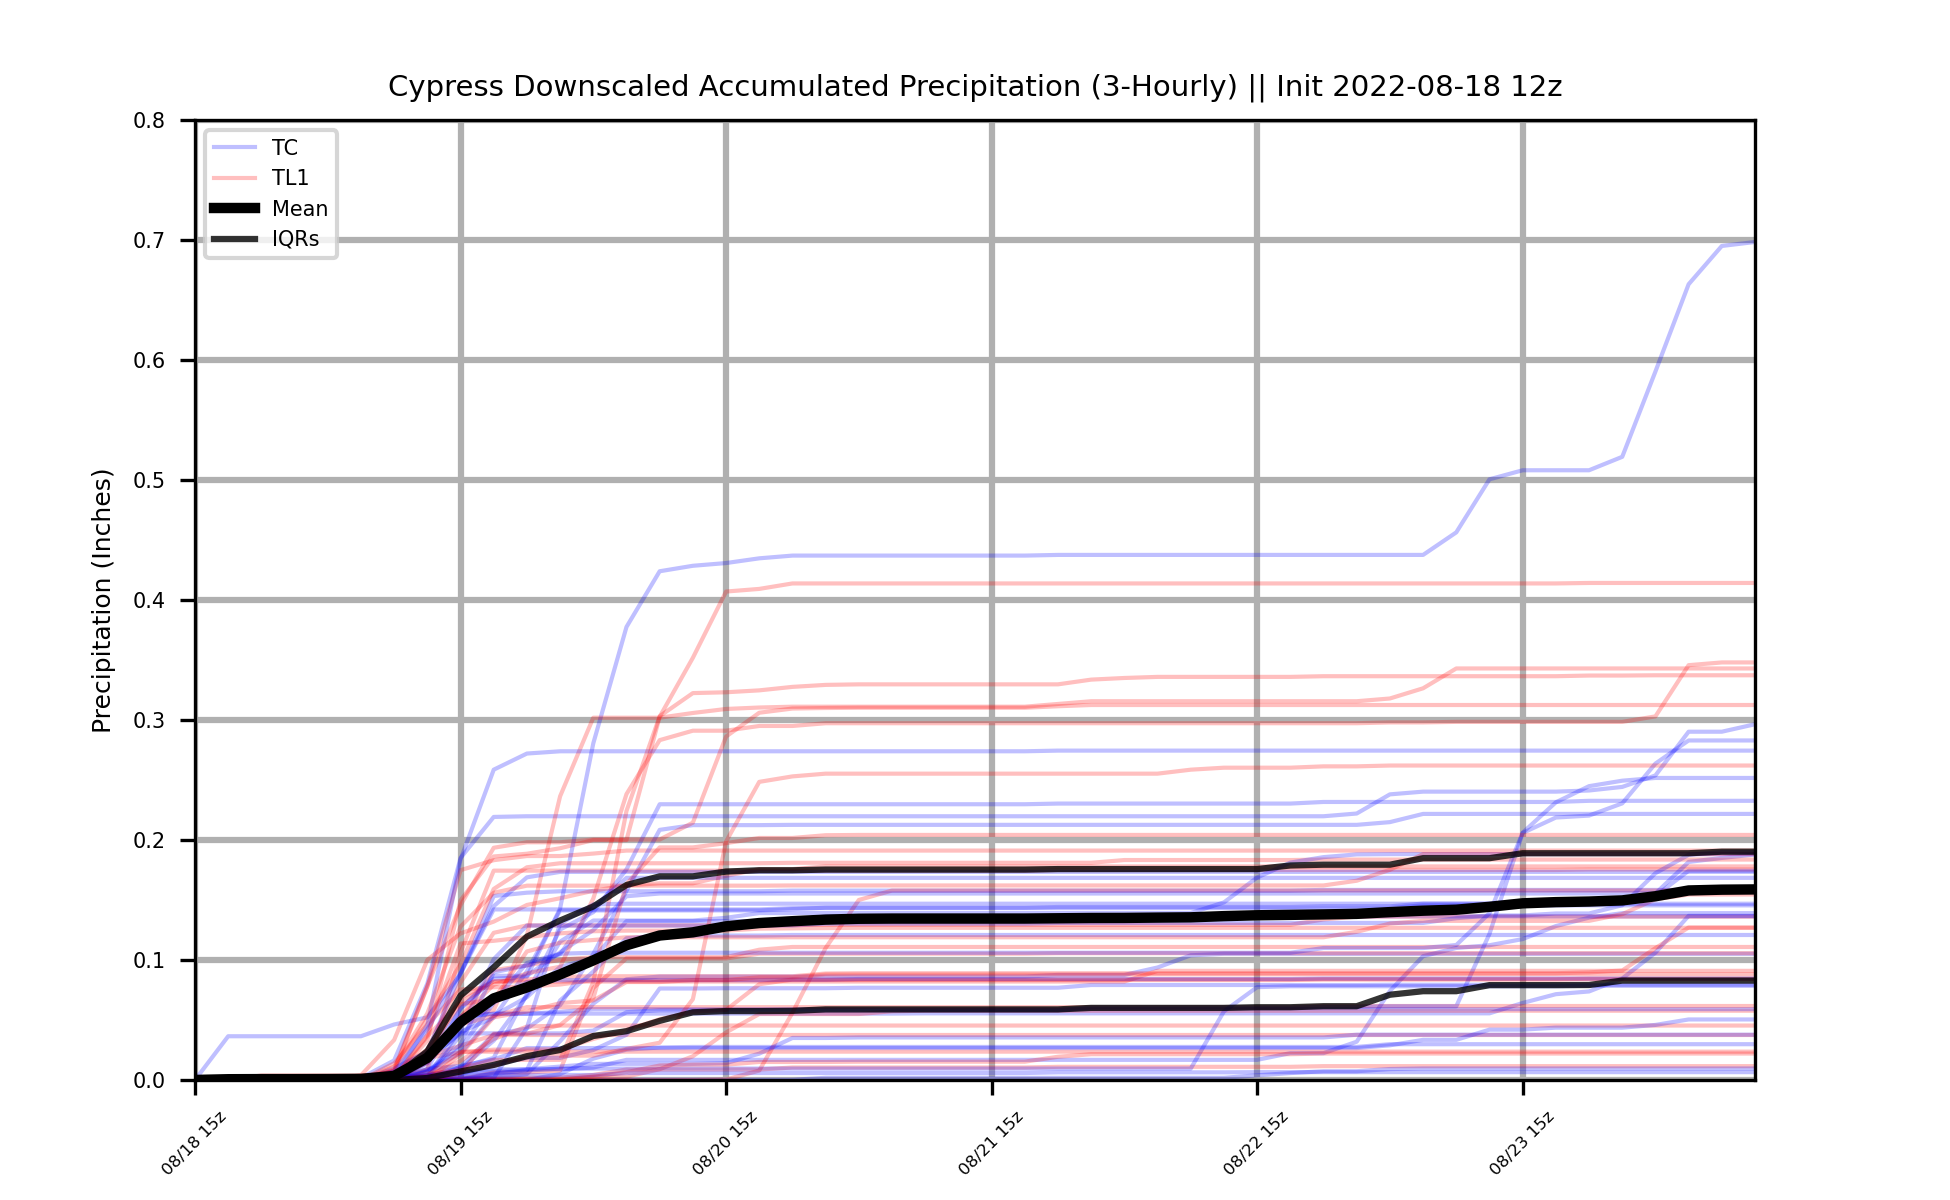 Cypress Downscaled Accumulated Precipitation (3-Hourly) || Init 2022-08-18 12z
TC
TL1
Mean
IQRs
Precipitation (Inches)
0.8
0.7
0.6
0.5
0.4
0.3
0.2
0.1
0.0
08/18 15z
08/19 15z
08/20 15z
08/21 15z
08/22 15z
08/23 15z